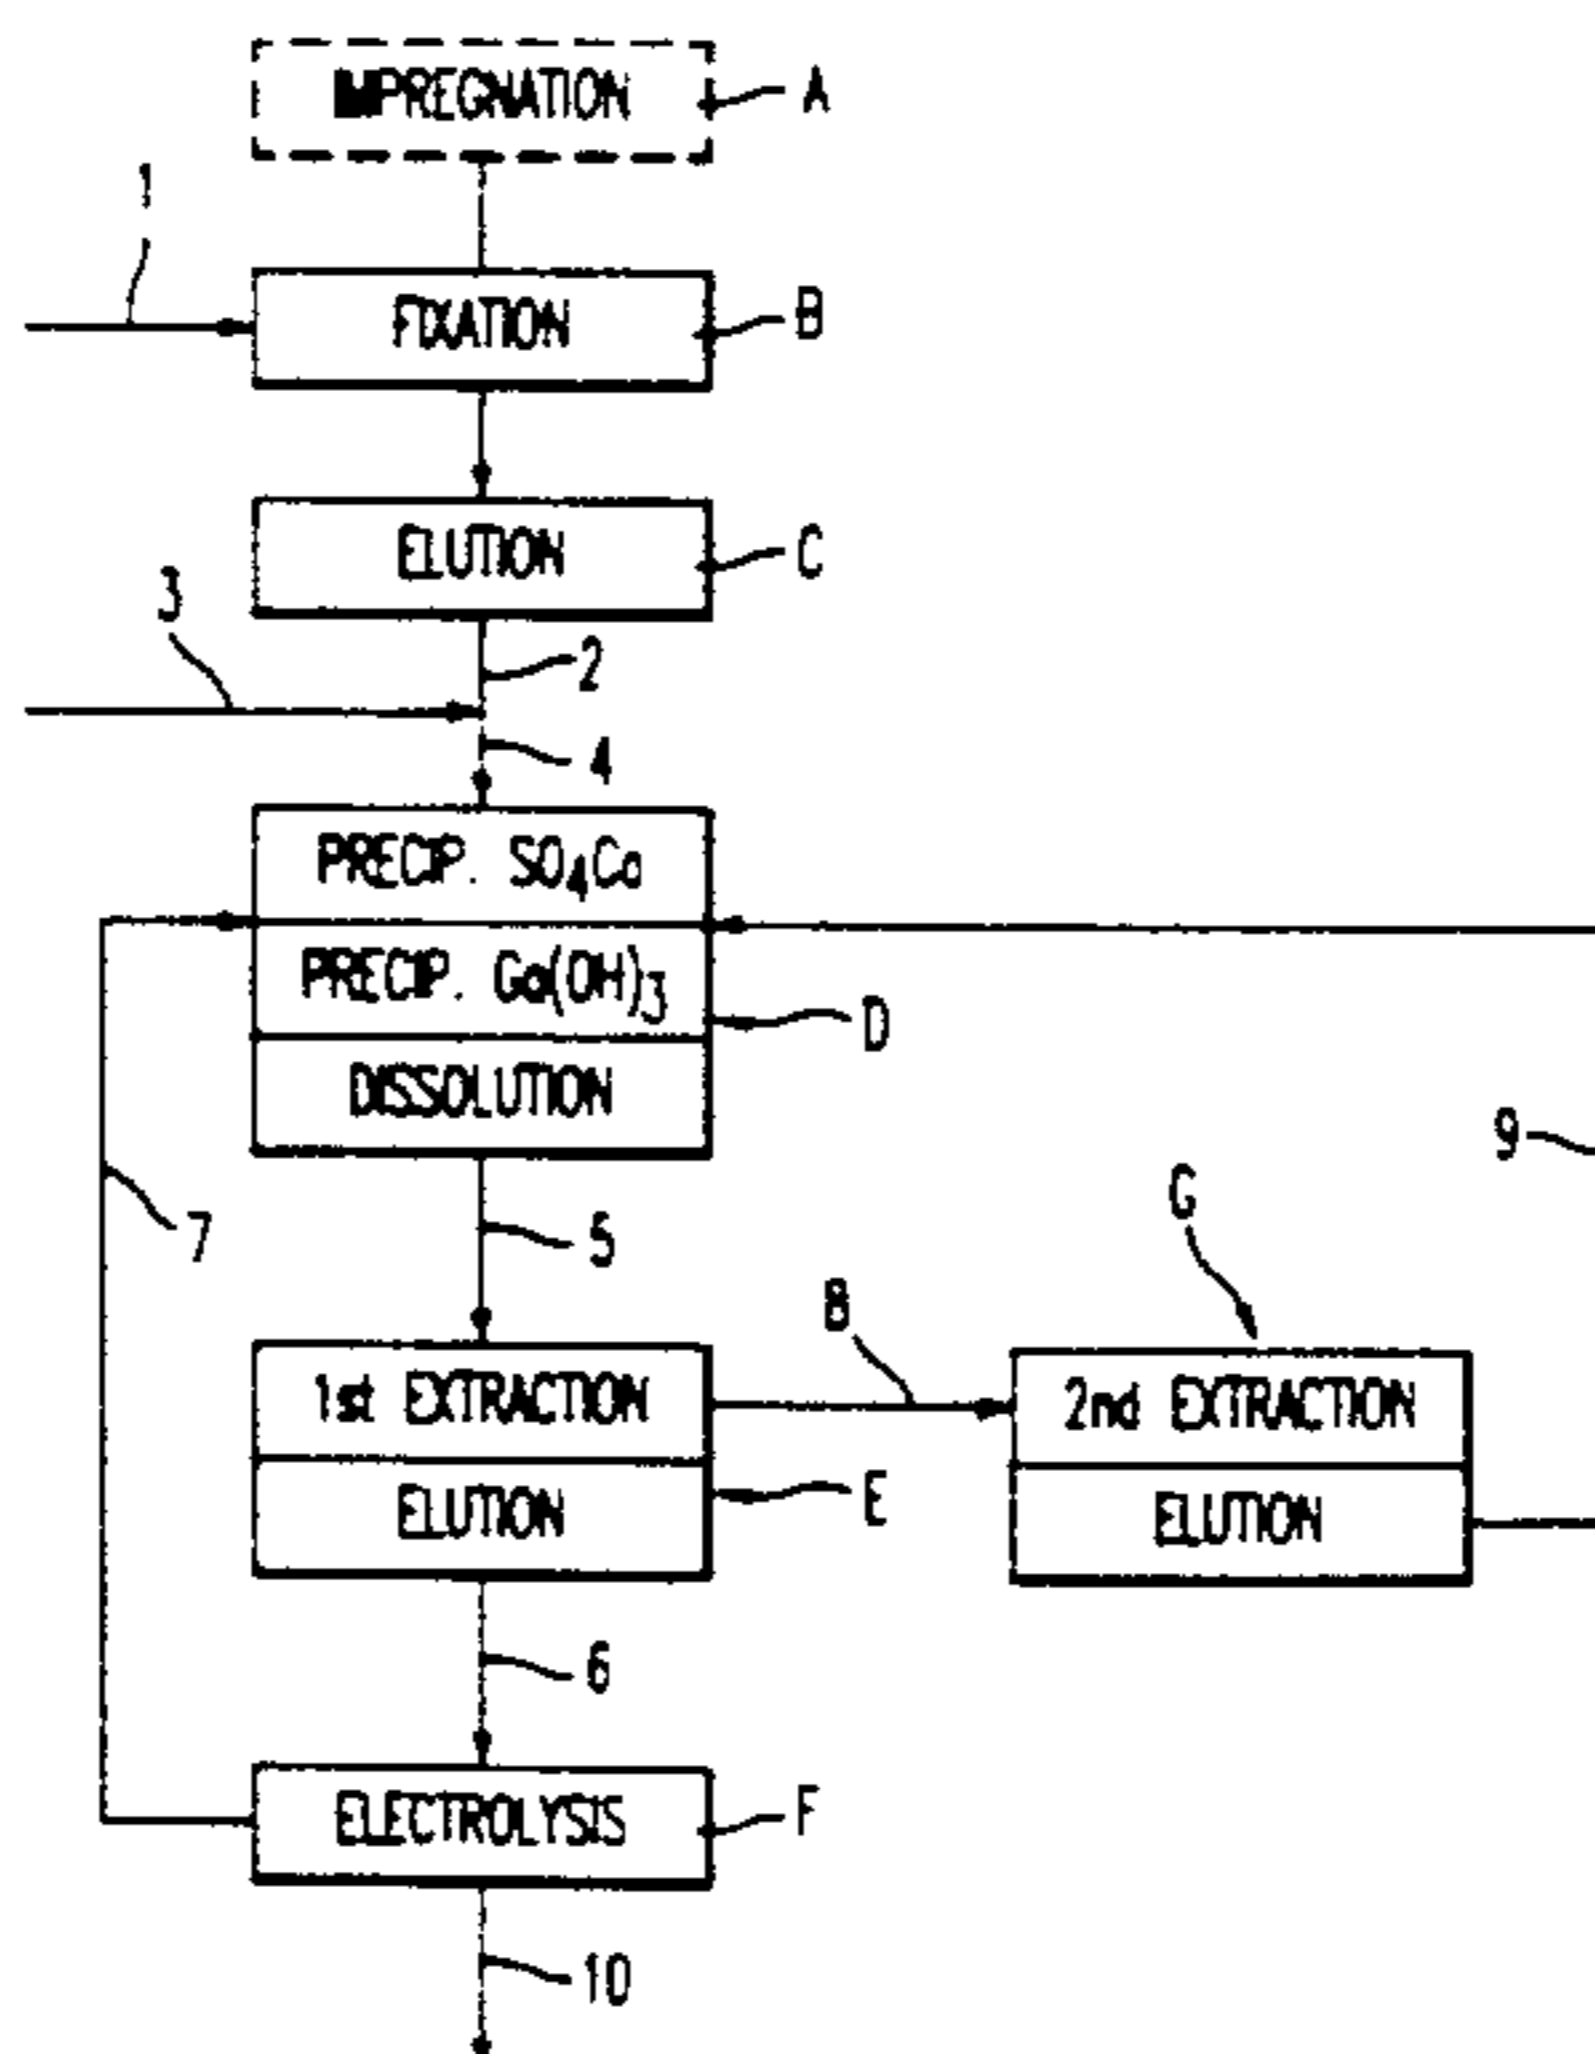 IMPREGNATION
A
1
FIXATION
B
ELUTION
C
3
2
4
PRECIP. SO4Ca
PRECIP. Ga(OH)3
D
DISSOLUTION
9
7
5
G
8
1st EXTRACTION
2nd EXTRACTION
ELUTION
E
ELUTION
6
ELECTROLYSIS
F
10